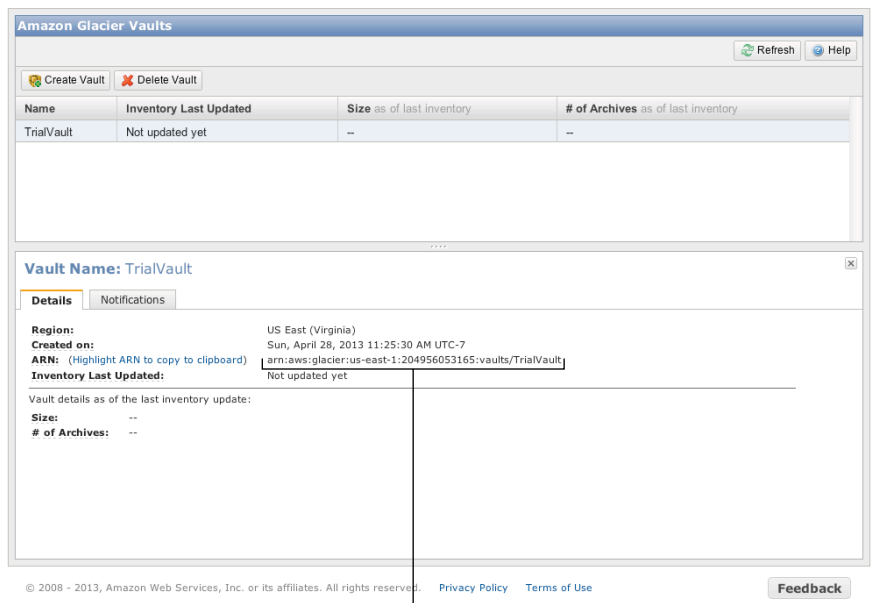 Amazon Glacier Vaults
Refresh Help
Create Vault Delete Vault
Name Inventory Last Updated Size as of last inventory # of Archives as of last inventory
TrialVault Not updated yet -- --
Vault Name: TrialVault
Details Notifications
Region: US East (Virginia)
Created on: Sun, April 28, 2013 11:25:30 AM UTC-7
ARN: (Highlight ARN to copy to clipboard) arn:aws:glacier:us-east-1:204956053165:vaults/TrialVault
Inventory Last Updated: Not updated yet
Vault details as of the last inventory update:
Size: --
# of Archives: --
© 2008 - 2013, Amazon Web Services, Inc. or its affiliates. All rights reserved. Privacy Policy Terms of Use Feedback